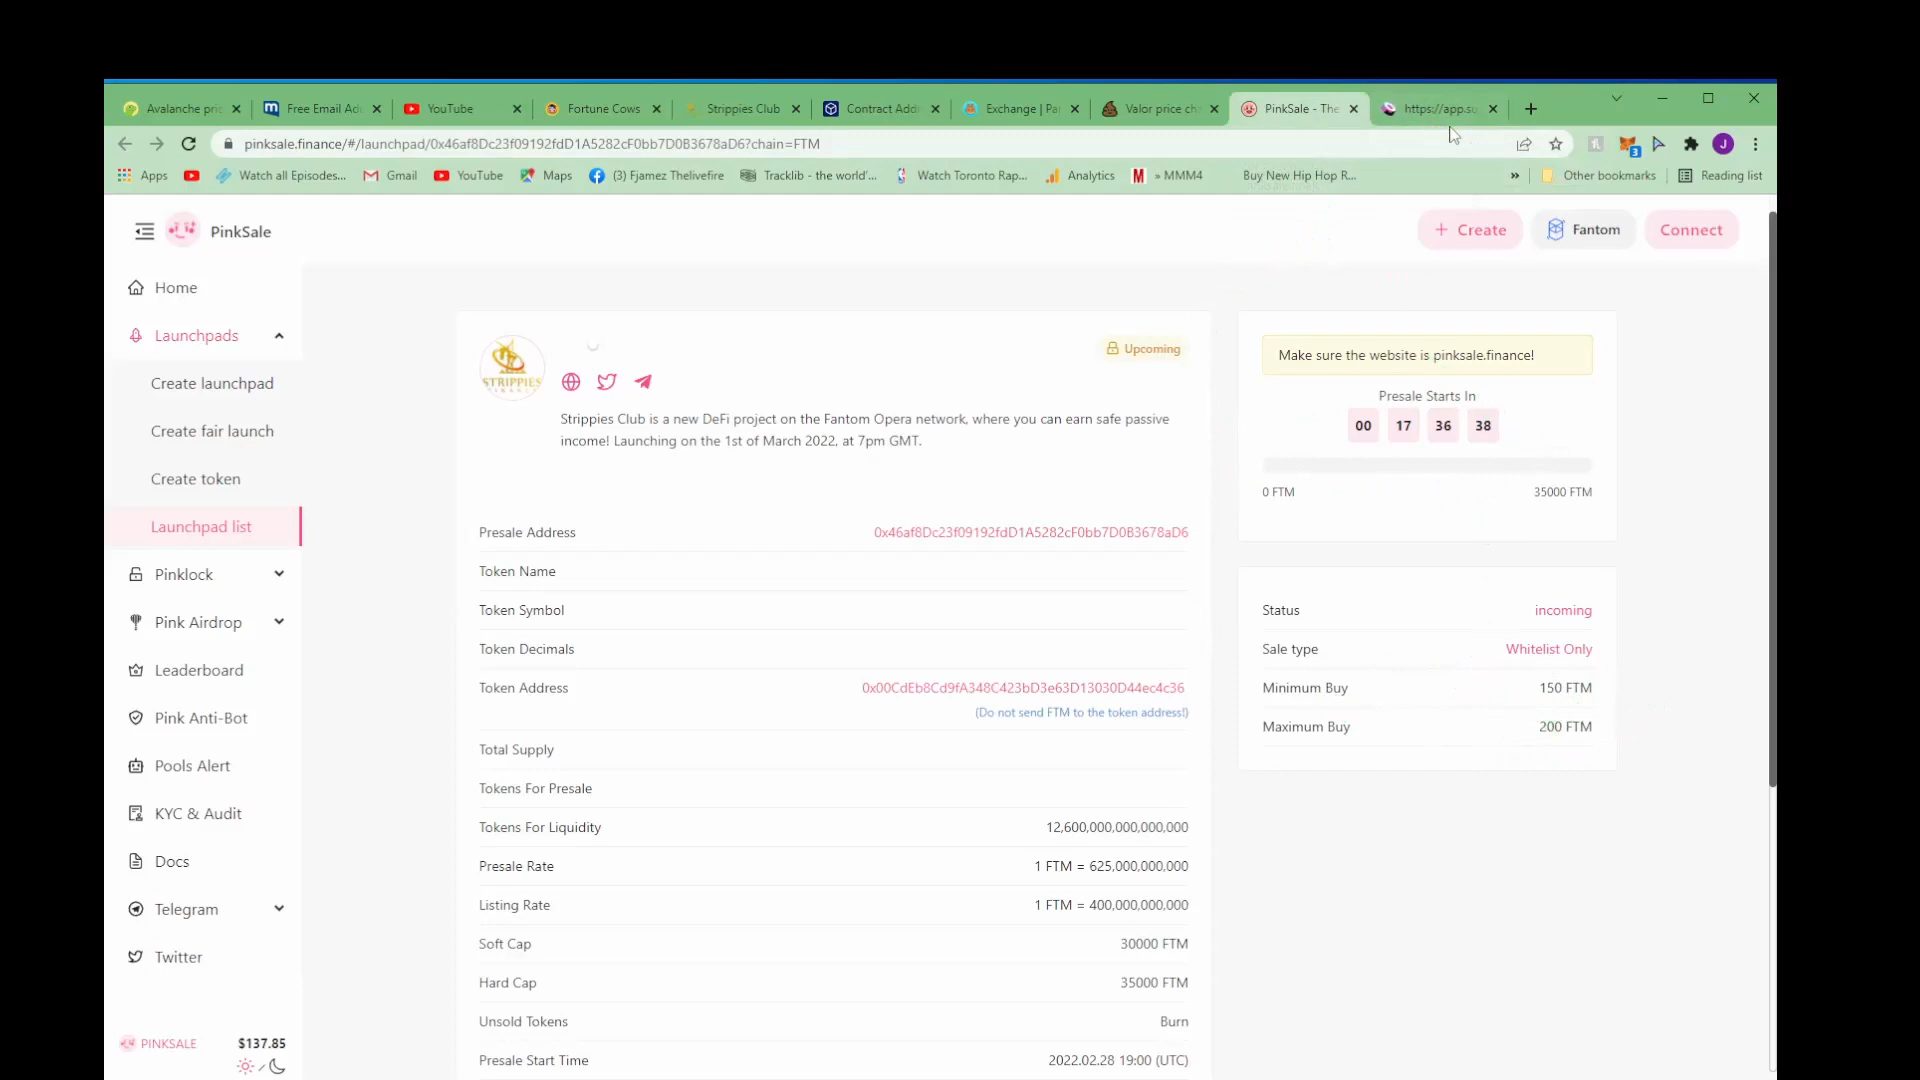 Avalanche pric
Free Email Add
YouTube
Fortune Cows
Strippies Club
Contract Addr
Exchange | Pa
Valor price ch
PinkSale - The
https://app.su
pinksale.finance/#/launchpad/0x46af8Dc23f09192fdD1A5282cF0bb7D0B3678aD6?chain=FTM
3
J
Apps
Watch all Episodes...
Gmail
YouTube
Maps
(3) Fjamez Thelivefire
Tracklib - the world'...
Watch Toronto Rap...
Analytics
M » MMM4
Buy New Hip Hop R...
»
Other bookmarks
Reading list
PinkSale
+ Create
Fantom
Connect
Home
Launchpads
Create launchpad
Create fair launch
Create token
Launchpad list
Pinklock
Pink Airdrop
Leaderboard
Pink Anti-Bot
Pools Alert
KYC & Audit
Docs
Telegram
Twitter
PINKSALE
$137.85
STRIPPIES
Upcoming
Strippies Club is a new DeFi project on the Fantom Opera network, where you can earn safe passive
income! Launching on the 1st of March 2022, at 7pm GMT.
Presale Address 0x46af8Dc23f09192fdD1A5282cF0bb7D0B3678aD6
Token Name
Token Symbol
Token Decimals
Token Address 0x00CdEb8Cd9fA348C423bD3e63D13030D44ec4c36
(Do not send FTM to the token address!)
Total Supply
Tokens For Presale
Tokens For Liquidity 12,600,000,000,000,000
Presale Rate 1 FTM = 625,000,000,000
Listing Rate 1 FTM = 400,000,000,000
Soft Cap 30000 FTM
Hard Cap 35000 FTM
Unsold Tokens Burn
Presale Start Time 2022.02.28 19:00 (UTC)
Make sure the website is pinksale.finance!
Presale Starts In
00 17 36 38
0 FTM 35000 FTM
Status incoming
Sale type Whitelist Only
Minimum Buy 150 FTM
Maximum Buy 200 FTM